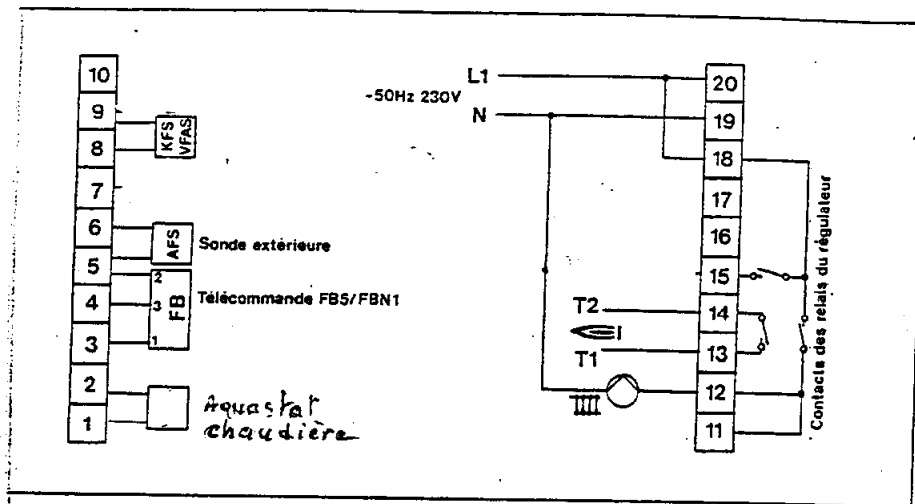 10
9
8
7
6
5
4
3
2
1
KFS
VFAS
AFS
Sonde extérieure
2
3
1
FB
Télécommande FB5/FBN1
Aquastat
chaudière
L1
~50Hz 230V
N
T2
T1
20
19
18
17
16
15
14
13
12
11
Contacts des relais du régulateur